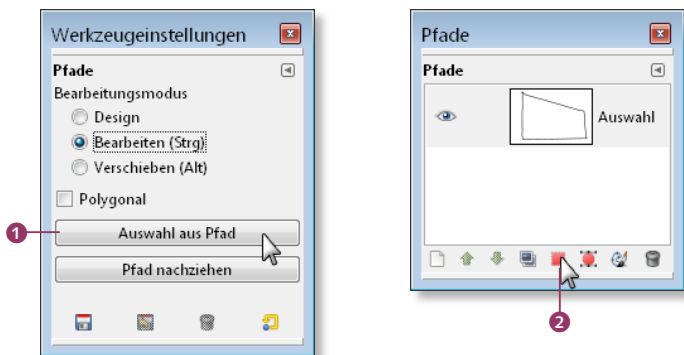 Werkzeugeinstellungen
Pfade
Bearbeitungsmodus
Design
Bearbeiten (Strg)
Verschieben (Alt)
Polygonal
1
Auswahl aus Pfad
Pfad nachziehen
Pfade
Pfade
Auswahl
2